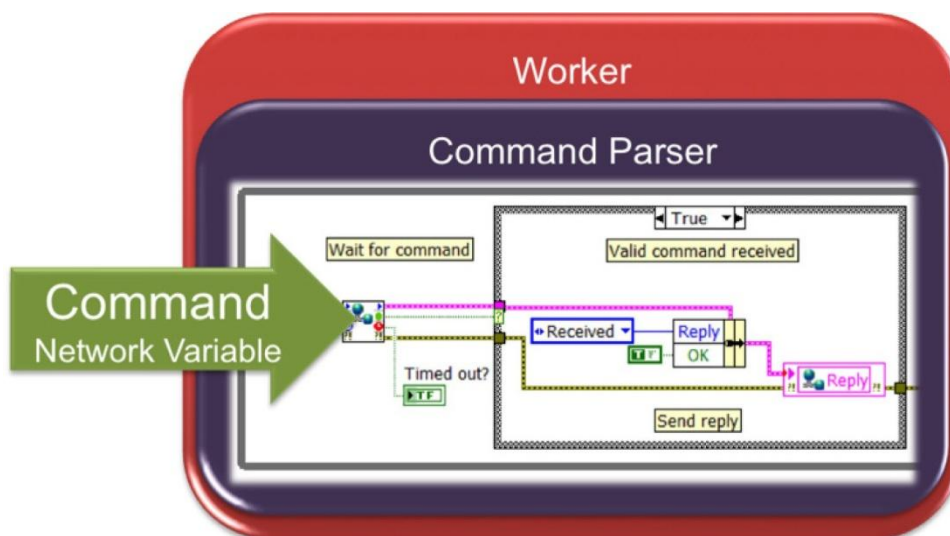 Worker
Command Parser
True
Wait for command
Valid command received
Command
Network Variable
Received
Reply
OK
T F
Timed out?
TF
Reply
Send reply